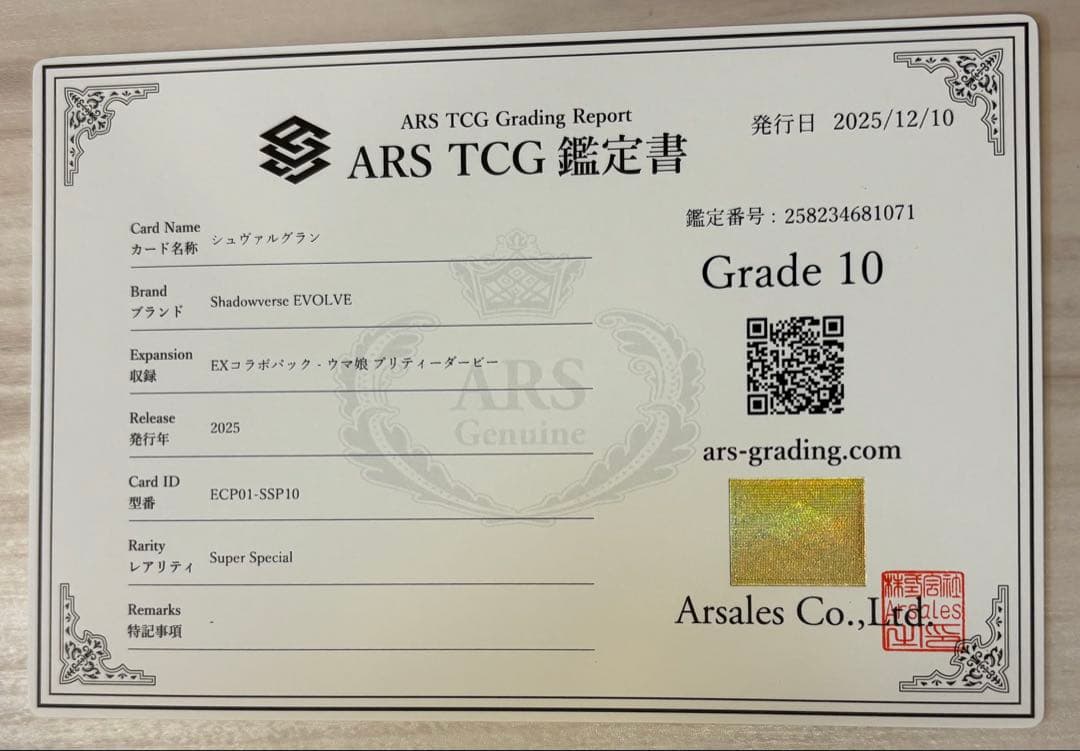 ARS TCG Grading Report
ARS TCG 鑑定書
発行日 2025/12/10
Card Name
カード名称
シュヴァルグラン
Brand
ブランド
Shadowverse EVOLVE
Expansion
収録
EXコラボパック - ウマ娘 プリティーダービー
Release
発行年
2025
Card ID
型番
ECP01-SSP10
Rarity
レアリティ
Super Special
Remarks
特記事項
-
ARS
Genuine
鑑定番号：258234681071
Grade 10
ars-grading.com
Arsales Co.,Ltd.
株式会社
Arsales